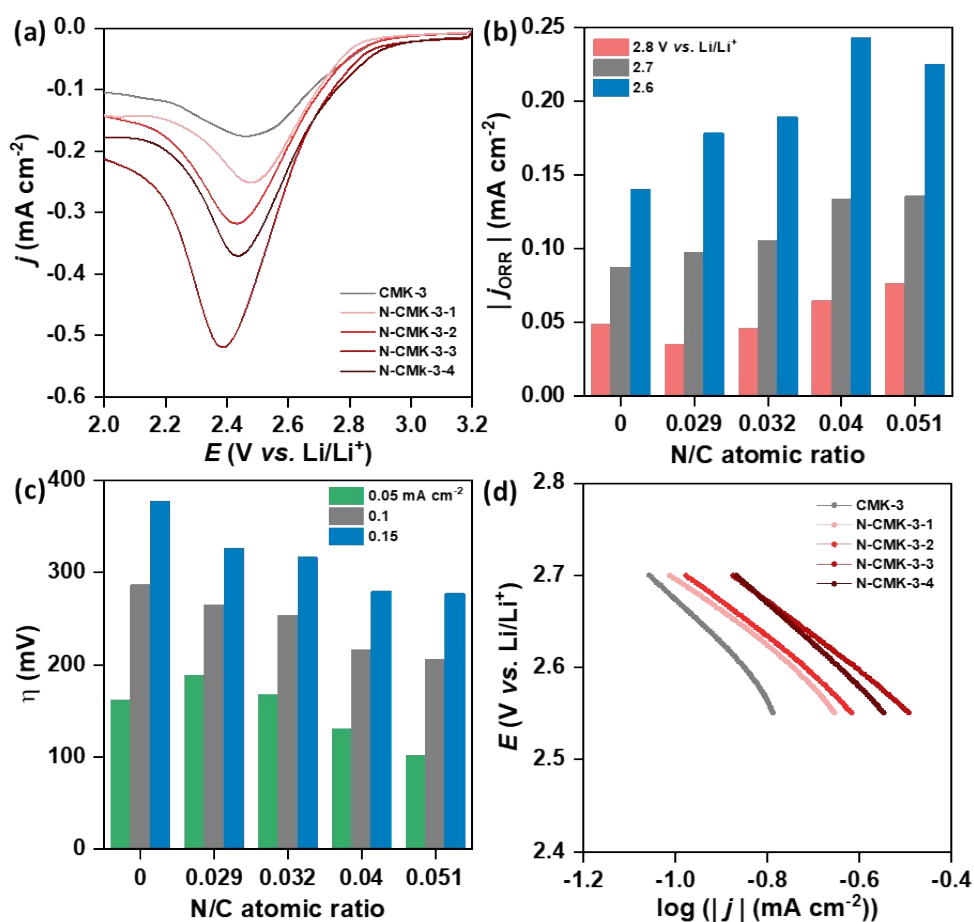 (a)
0.0
-0.1
-0.2
-0.3
-0.4
-0.5
-0.6
j (mA cm⁻²)
CMK-3
N-CMK-3-1
N-CMK-3-2
N-CMK-3-3
N-CMk-3-4
2.0 2.2 2.4 2.6 2.8 3.0 3.2
E (V vs. Li/Li⁺)
(b)
0.25
0.20
0.15
0.10
0.05
0.00
| jORR | (mA cm⁻²)
2.8 V vs. Li/Li⁺
2.7
2.6
0 0.029 0.032 0.04 0.051
N/C atomic ratio
(c)
400
300
200
100
0
η (mV)
0.05 mA cm⁻²
0.1
0.15
0 0.029 0.032 0.04 0.051
N/C atomic ratio
(d)
2.8
2.7
2.6
2.5
2.4
E (V vs. Li/Li⁺)
CMK-3
N-CMK-3-1
N-CMK-3-2
N-CMK-3-3
N-CMK-3-4
-1.2 -1.0 -0.8 -0.6 -0.4
log (| j | (mA cm⁻²))